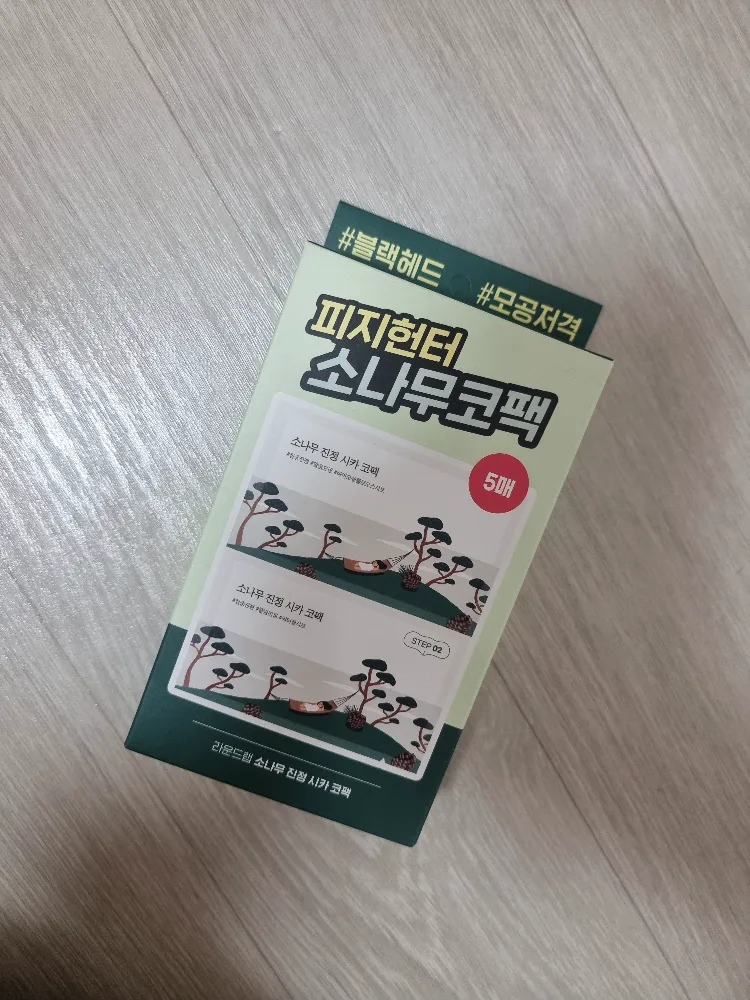 #블랙헤드 #모공저격
피지헌터
소나무코팩
5매
소나무 진정 시카 코팩
소나무 진정 시카 코팩
STEP 02
라운드랩 소나무 진정 시카 코팩